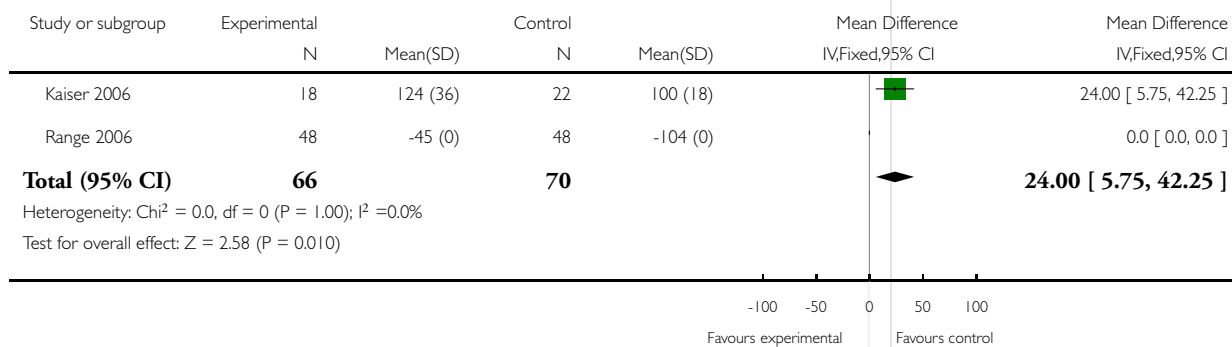 Study or subgroup Experimental Control Mean Difference Mean Difference
N Mean(SD) N Mean(SD) IV,Fixed,95% CI IV,Fixed,95% CI
Kaiser 2006 18 124 (36) 22 100 (18) 24.00 [ 5.75, 42.25 ]
Range 2006 48 -45 (0) 48 -104 (0) 0.0 [ 0.0, 0.0 ]
Total (95% CI) 66 70 24.00 [ 5.75, 42.25 ]
Heterogeneity: Chi² = 0.0, df = 0 (P = 1.00); I² =0.0%
Test for overall effect: Z = 2.58 (P = 0.010)
-100 -50 0 50 100
Favours experimental Favours control